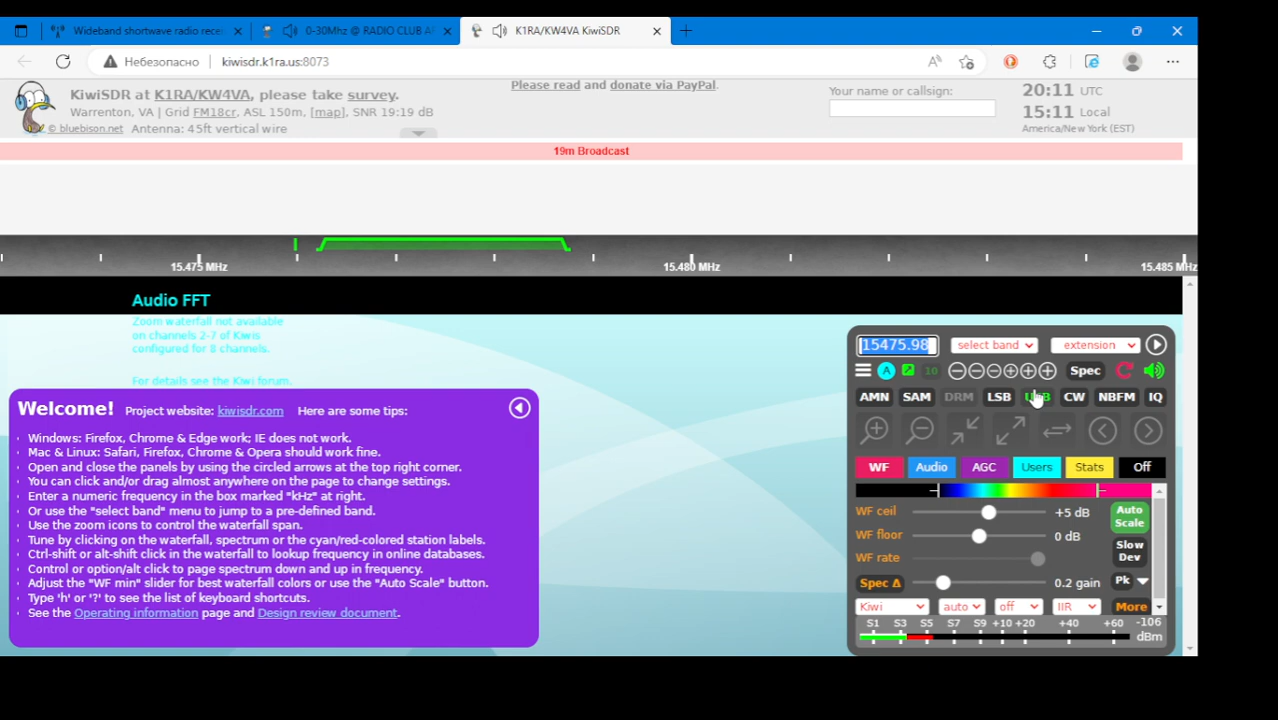 Wideband shortwave radio recei
0-30Mhz @ RADIO CLUB A
K1RA/KW4VA KiwiSDR
Небезопасно
kiwisdr.k1ra.us:8073
KiwiSDR at K1RA/KW4VA, please take survey.
Warrenton, VA | Grid FM18cr, ASL 150m, [map], SNR 19:19 dB
© bluebison.net Antenna: 45ft vertical wire
Please read and donate via PayPal.
Your name or callsign:
20:11 UTC
15:11 Local
America/New York (EST)
19m Broadcast
15.475 MHz 15.480 MHz 15.485 MHz
Audio FFT
Zoom waterfall not available
on channels 2-7 of Kiwis
configured for 8 channels.
For details see the Kiwi forum.
Welcome! Project website: kiwisdr.com Here are some tips:
Windows: Firefox, Chrome & Edge work; IE does not work.
Mac & Linux: Safari, Firefox, Chrome & Opera should work fine.
Open and close the panels by using the circled arrows at the top right corner.
You can click and/or drag almost anywhere on the page to change settings.
Enter a numeric frequency in the box marked "kHz" at right.
Or use the "select band" menu to jump to a pre-defined band.
Use the zoom icons to control the waterfall span.
Tune by clicking on the waterfall, spectrum or the cyan/red-colored station labels.
Ctrl-shift or alt-shift click in the waterfall to lookup frequency in online databases.
Control or option/alt click to page spectrum down and up in frequency.
Adjust the "WF min" slider for best waterfall colors or use the "Auto Scale" button.
Type 'h' or '?' to see the list of keyboard shortcuts.
See the Operating information page and Design review document.
15475.98 select band extension
A 10 Spec
AMN SAM DRM LSB USB CW NBFM IQ
WF Audio AGC Users Stats Off
WF ceil +5 dB Auto Scale
WF floor 0 dB
WF rate Slow Dev
Spec Δ 0.2 gain Pk
Kiwi auto off IIR More
S1 S3 S5 S7 S9 +10 +20 +40 +60 -106
dBm